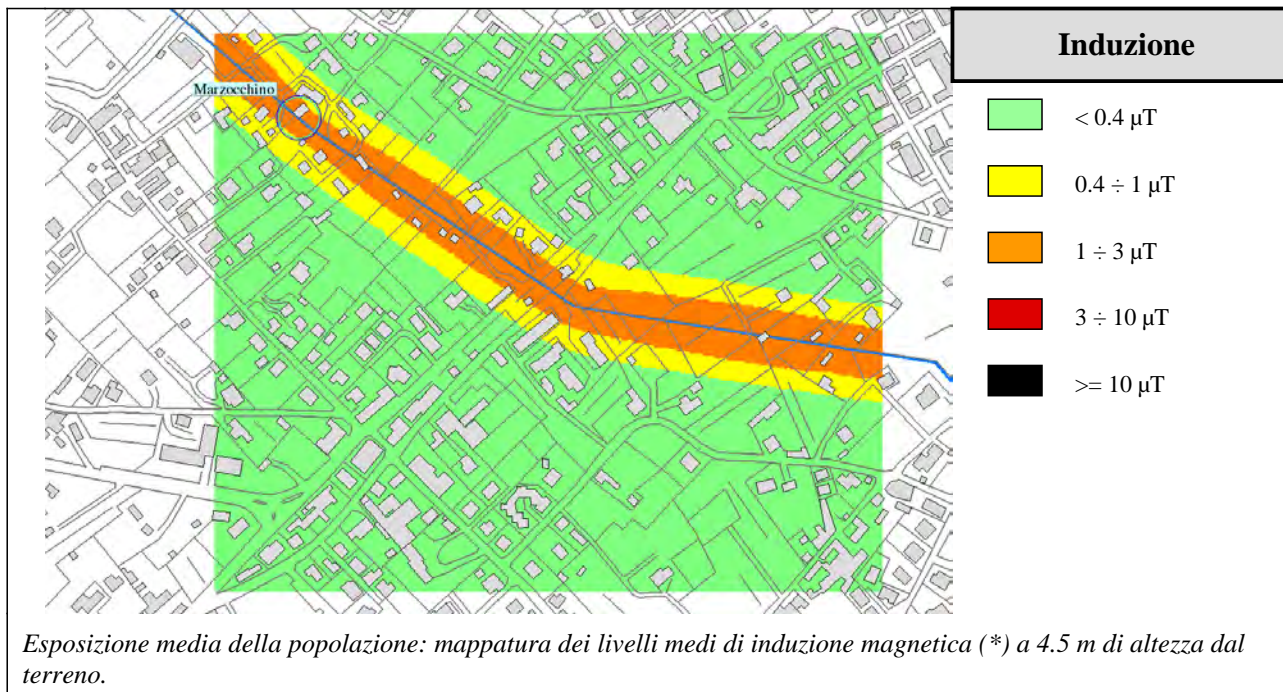 Marzocchino
Induzione
< 0.4 µT
0.4 ÷ 1 µT
1 ÷ 3 µT
3 ÷ 10 µT
>= 10 µT
Esposizione media della popolazione: mappatura dei livelli medi di induzione magnetica (*) a 4.5 m di altezza dal
terreno.